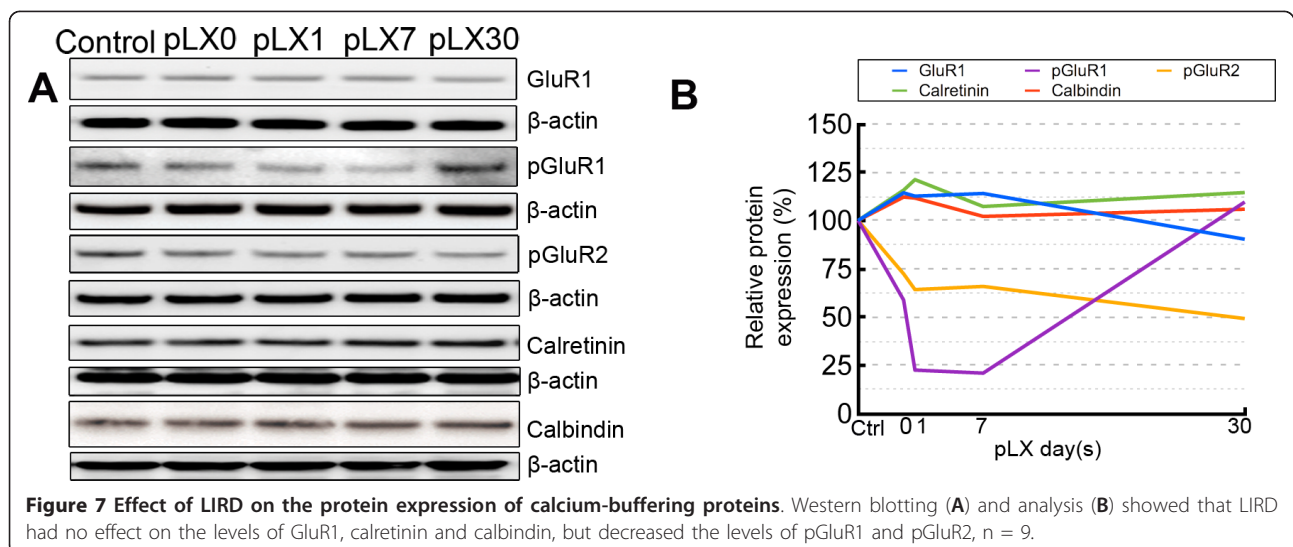 Control pLX0 pLX1 pLX7 pLX30
A
GluR1
β-actin
pGluR1
β-actin
pGluR2
β-actin
Calretinin
β-actin
Calbindin
β-actin
B
GluR1 pGluR1 pGluR2
Calretinin Calbindin
Relative protein
expression (%)
150
125
100
75
50
25
0
Ctrl 0 1 7 30
pLX day(s)
Figure 7 Effect of LIRD on the protein expression of calcium-buffering proteins. Western blotting (A) and analysis (B) showed that LIRD
had no effect on the levels of GluR1, calretinin and calbindin, but decreased the levels of pGluR1 and pGluR2, n = 9.